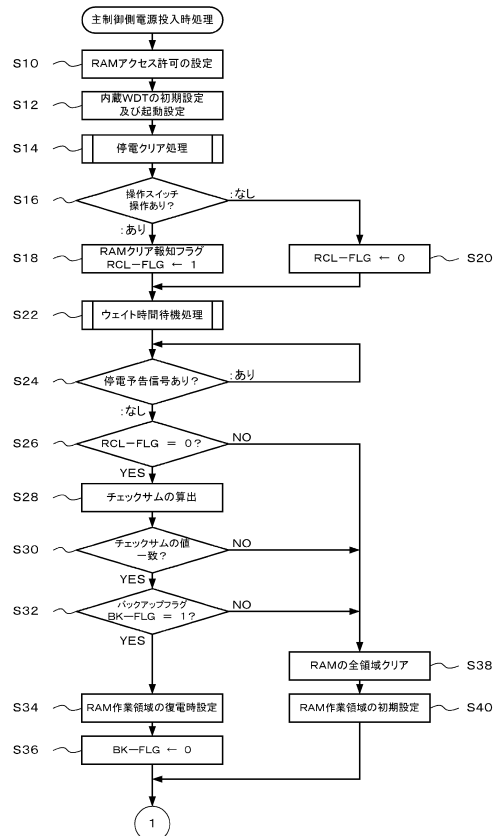 主制御側電源投入時処理
S10
RAMアクセス許可の設定
S12
内蔵WDTの初期設定
及び起動設定
S14
停電クリア処理
S16
操作スイッチ
操作あり?
:なし
:あり
S18
RAMクリア報知フラグ
RCL-FLG ← 1
RCL-FLG ← 0
S20
S22
ウェイト時間待機処理
S24
停電予告信号あり?
:あり
:なし
S26
RCL-FLG = 0?
NO
YES
S28
チェックサムの算出
S30
チェックサムの値
一致?
NO
YES
S32
バックアップフラグ
BK-FLG = 1?
NO
YES
RAMの全領域クリア
S38
S34
RAM作業領域の復電時設定
RAM作業領域の初期設定
S40
S36
BK-FLG ← 0
1